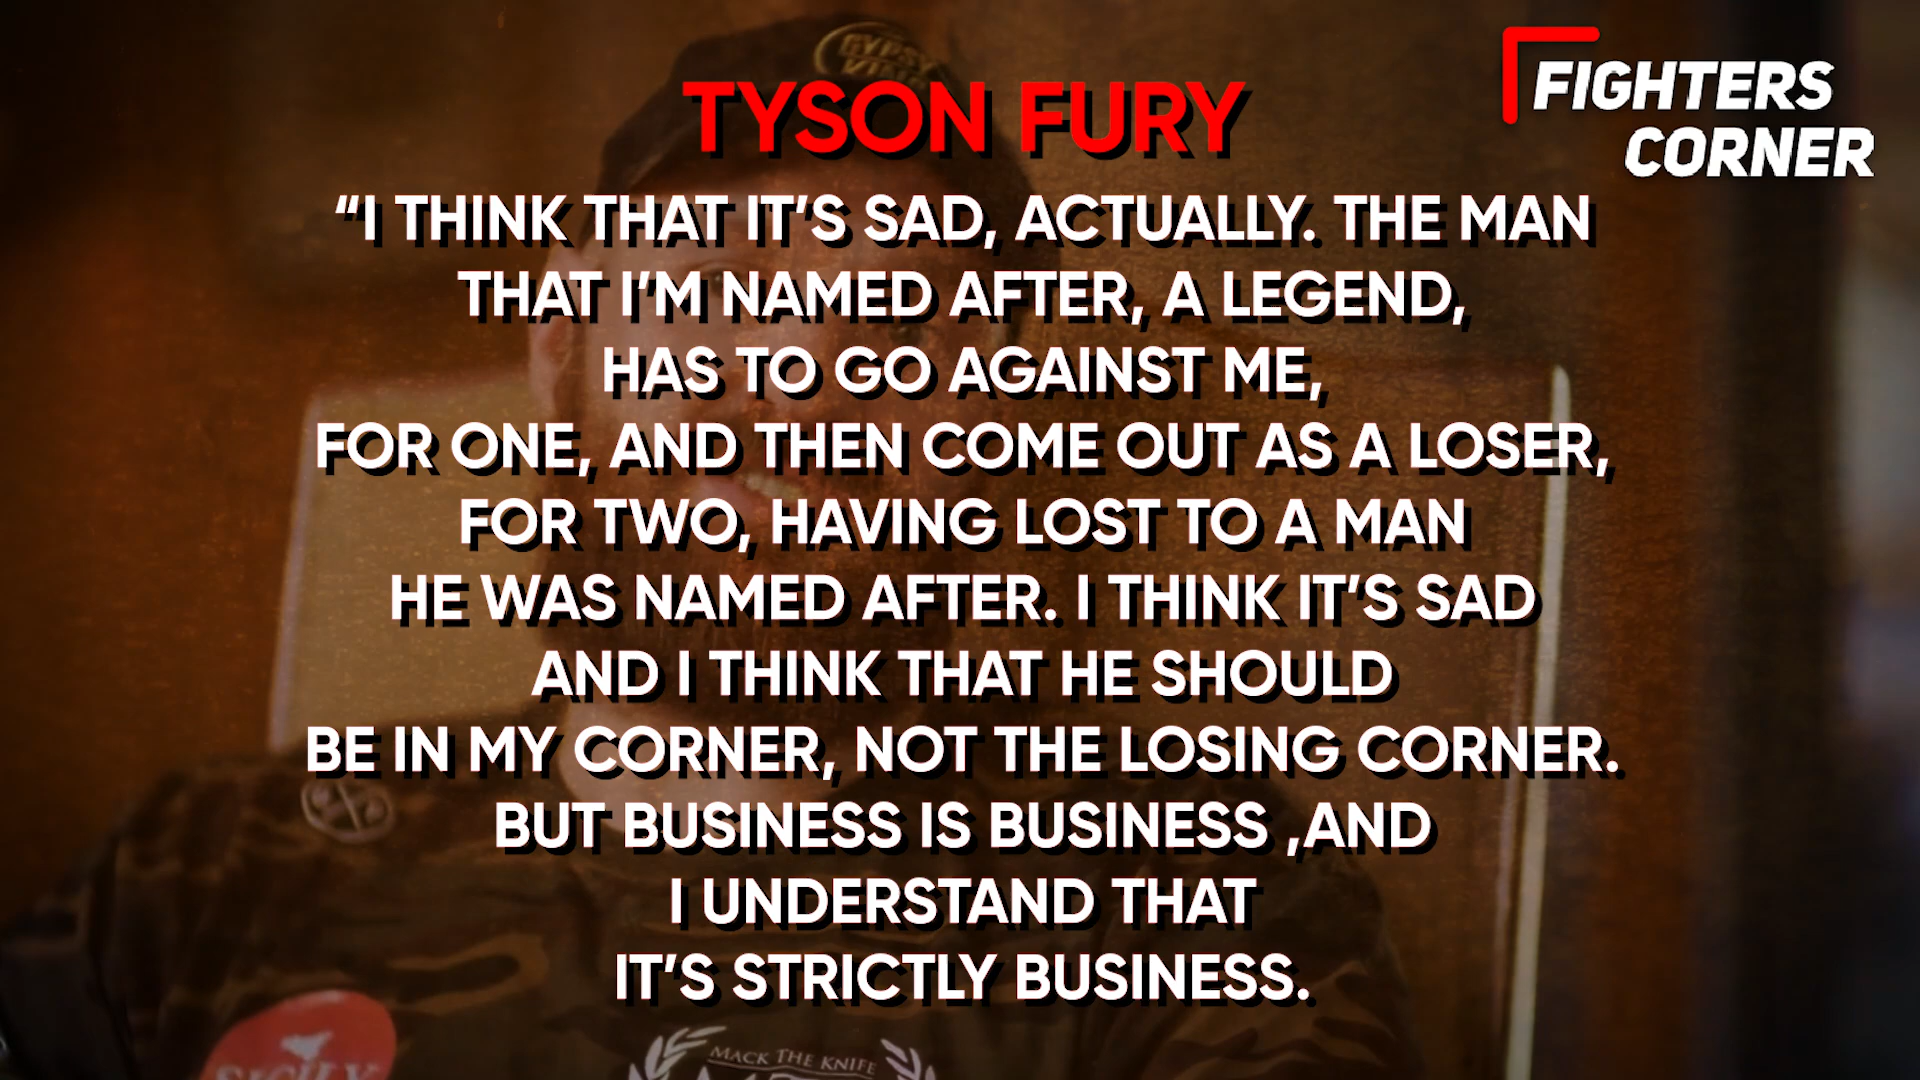 GYPSY
KING
TYSON FURY
FIGHTERS
CORNER
“I THINK THAT IT’S SAD, ACTUALLY. THE MAN
THAT I’M NAMED AFTER, A LEGEND,
HAS TO GO AGAINST ME,
FOR ONE, AND THEN COME OUT AS A LOSER,
FOR TWO, HAVING LOST TO A MAN
HE WAS NAMED AFTER. I THINK IT’S SAD
AND I THINK THAT HE SHOULD
BE IN MY CORNER, NOT THE LOSING CORNER.
BUT BUSINESS IS BUSINESS ,AND
I UNDERSTAND THAT
IT’S STRICTLY BUSINESS.
SICILY
MACK THE KNIFE